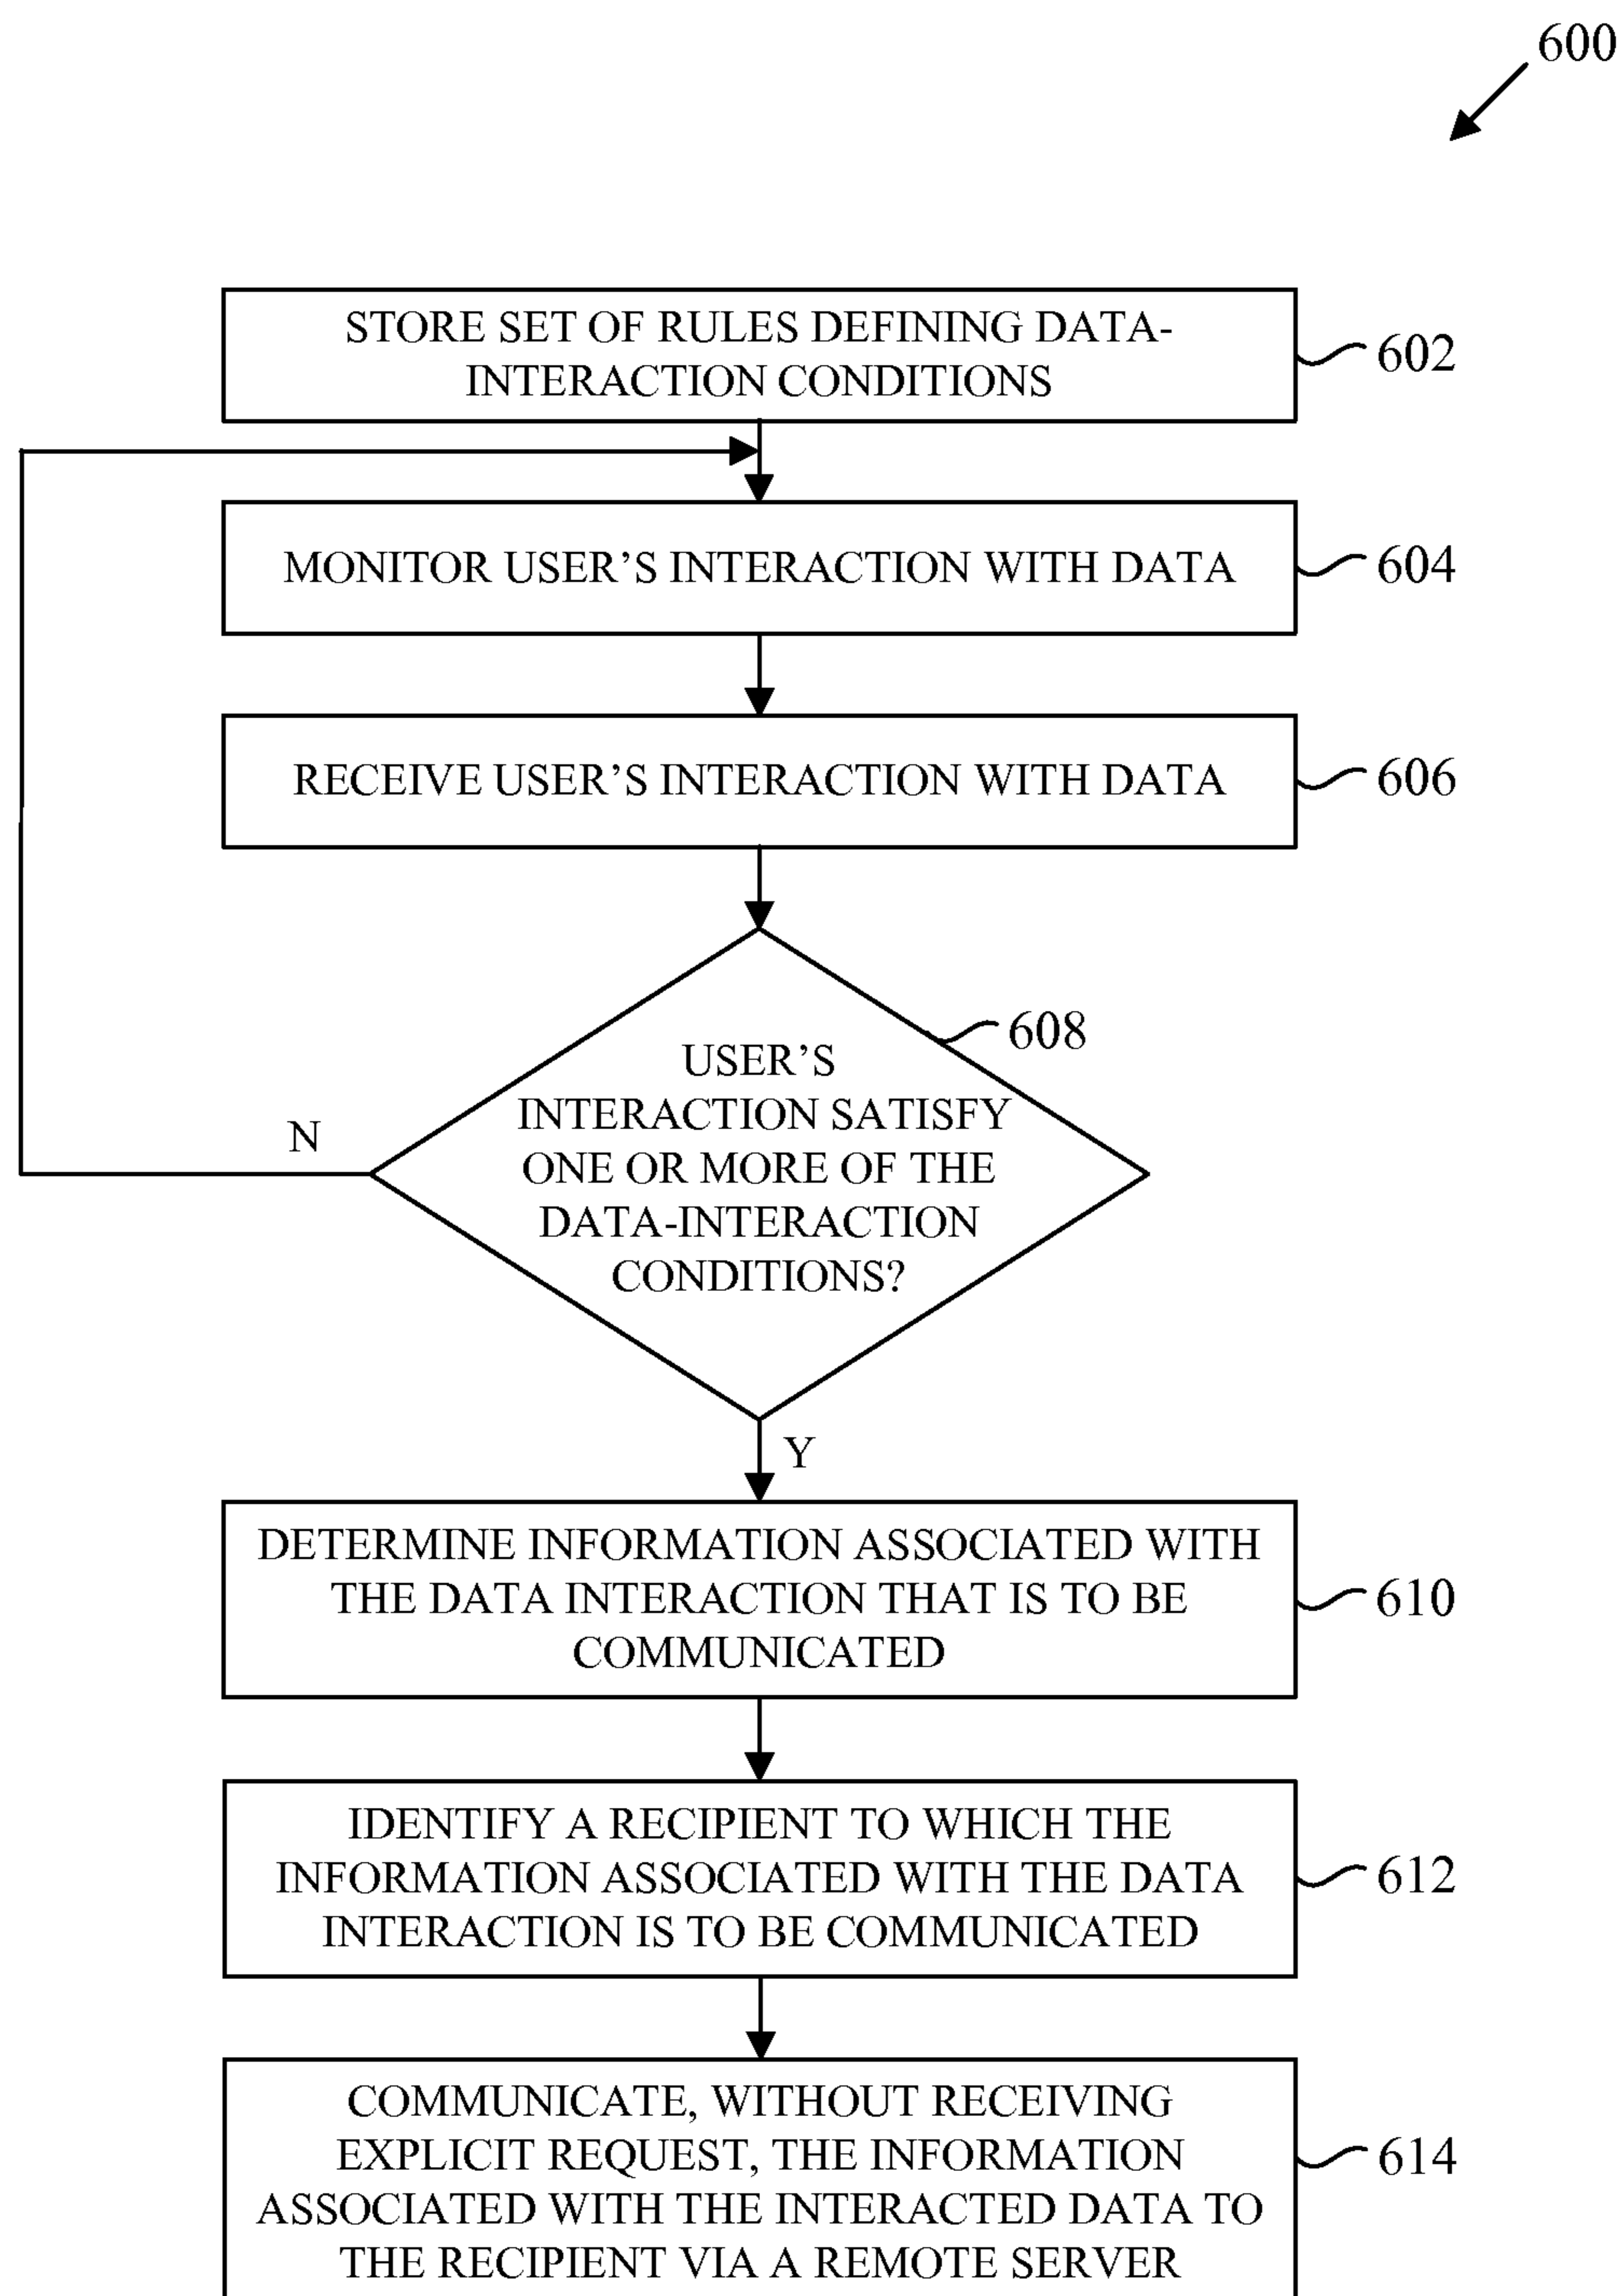 600
STORE SET OF RULES DEFINING DATA-
INTERACTION CONDITIONS
602
MONITOR USER’S INTERACTION WITH DATA
604
RECEIVE USER’S INTERACTION WITH DATA
606
608
USER’S
INTERACTION SATISFY
ONE OR MORE OF THE
DATA-INTERACTION
CONDITIONS?
N
Y
DETERMINE INFORMATION ASSOCIATED WITH
THE DATA INTERACTION THAT IS TO BE
COMMUNICATED
610
IDENTIFY A RECIPIENT TO WHICH THE
INFORMATION ASSOCIATED WITH THE DATA
INTERACTION IS TO BE COMMUNICATED
612
COMMUNICATE, WITHOUT RECEIVING
EXPLICIT REQUEST, THE INFORMATION
ASSOCIATED WITH THE INTERACTED DATA TO
THE RECIPIENT VIA A REMOTE SERVER
614